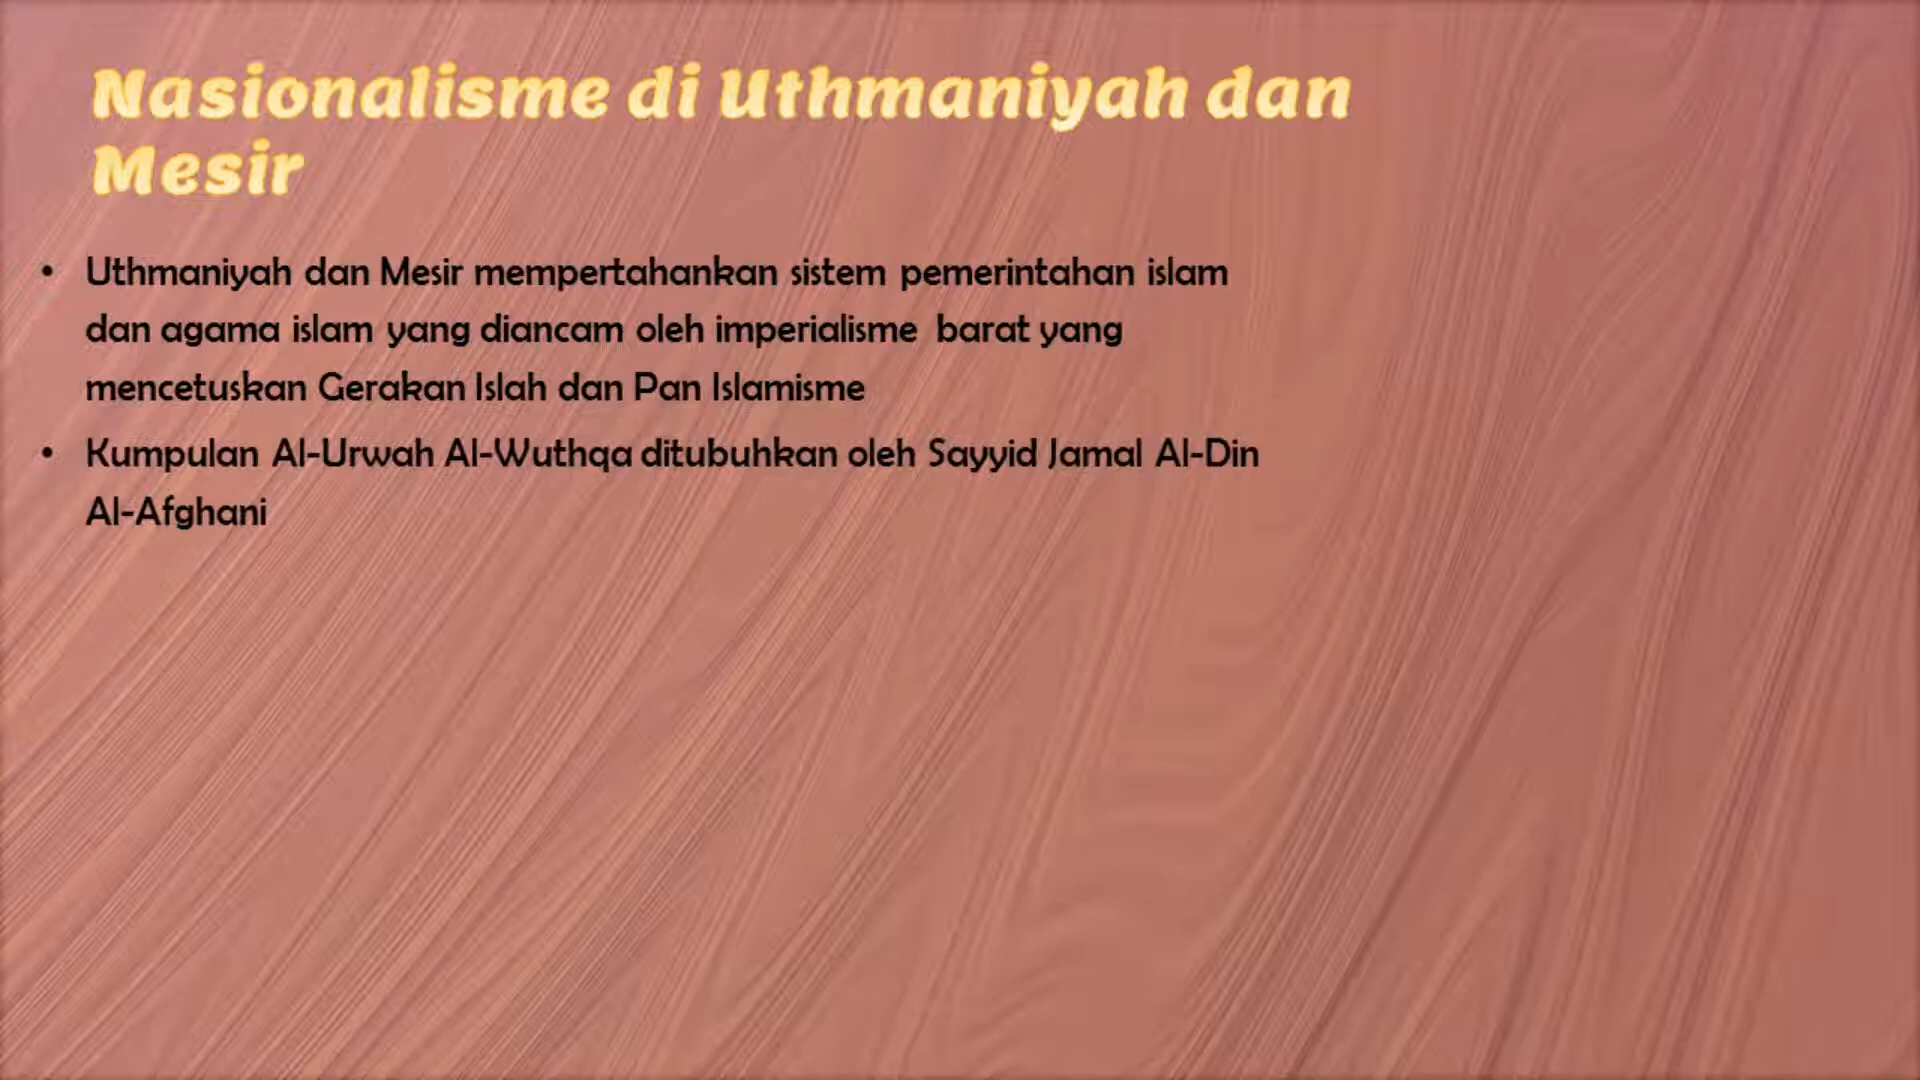 Nasionalisme di Uthmaniyah dan
Mesir
• Uthmaniyah dan Mesir mempertahankan sistem pemerintahan islam
dan agama islam yang diancam oleh imperialisme barat yang
mencetuskan Gerakan Islah dan Pan Islamisme
• Kumpulan Al-Urwah Al-Wuthqa ditubuhkan oleh Sayyid Jamal Al-Din
Al-Afghani